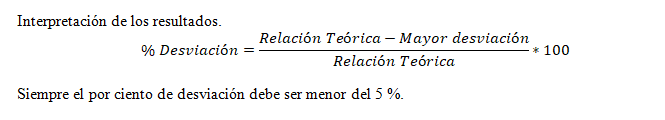 Interpretación de los resultados.
% Desviación = (Relación Teórica − Mayor desviación) / (Relación Teórica) * 100
Siempre el por ciento de desviación debe ser menor del 5 %.